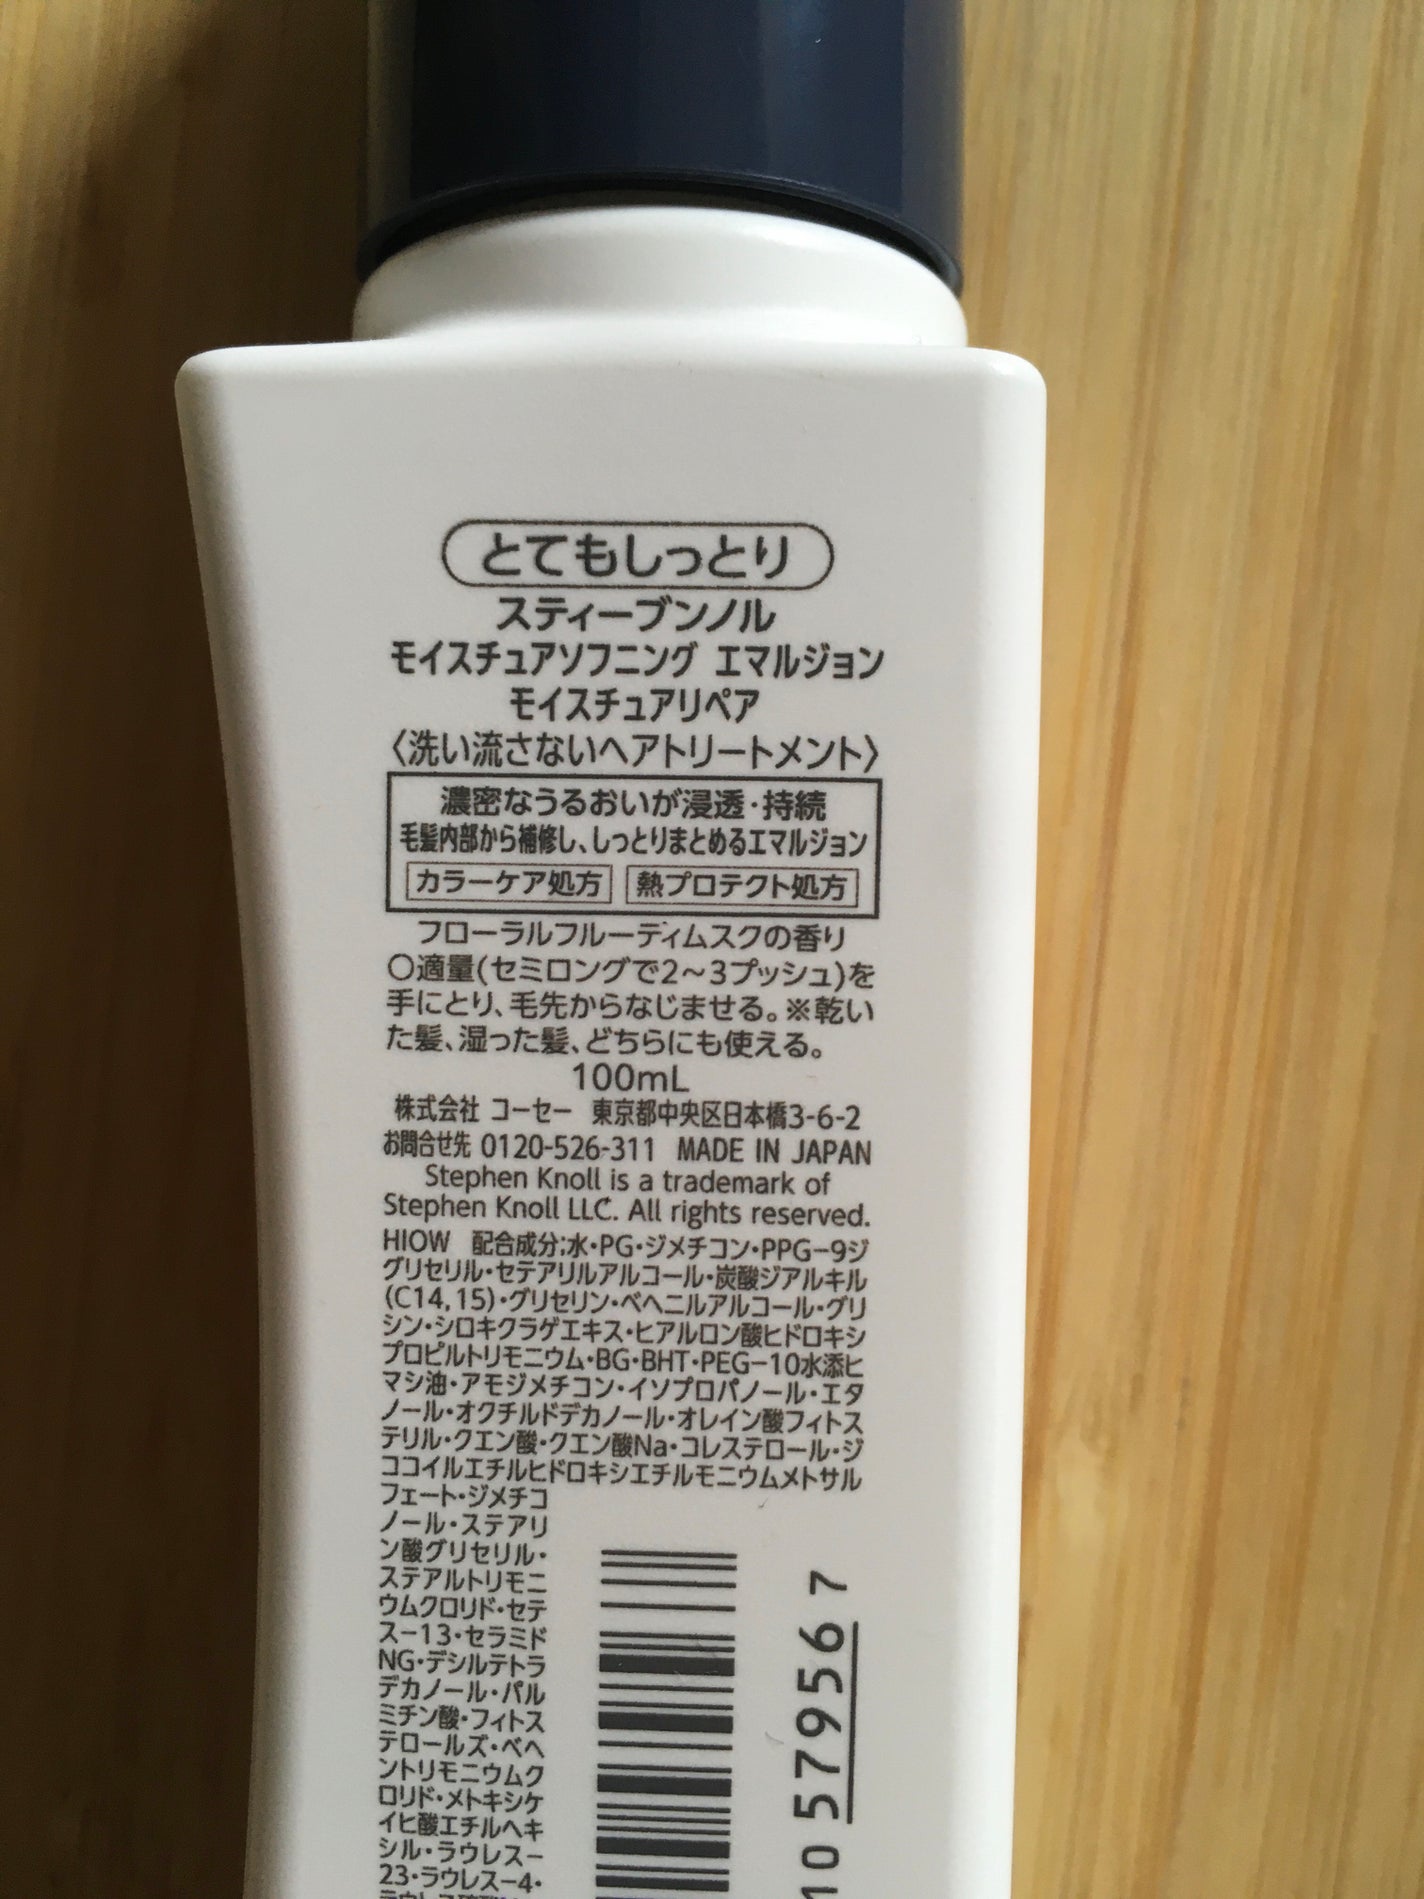 とてもしっとり
スティーブンノル
モイスチュアソフニング エマルジョン
モイスチュアリペア
〈洗い流さないヘアトリートメント〉
濃密なうるおいが浸透・持続
毛髪内部から補修し、しっとりまとめるエマルジョン
カラーケア処方 熱プロテクト処方
フローラルフルーティムスクの香り
○適量(セミロングで2〜3プッシュ)を
手にとり、毛先からなじませる。※乾い
た髪、湿った髪、どちらにも使える。
100mL
株式会社 コーセー 東京都中央区日本橋3-6-2
お問合せ先 0120-526-311 MADE IN JAPAN
Stephen Knoll is a trademark of
Stephen Knoll LLC. All rights reserved.
HIOW 配合成分;水・PG・ジメチコン・PPG−9ジ
グリセリル・セテアリルアルコール・炭酸ジアルキル
(C14,15)・グリセリン・ベヘニルアルコール・グリ
シン・シロキクラゲエキス・ヒアルロン酸ヒドロキシ
プロピルトリモニウム・BG・BHT・PEG−10水添ヒ
マシ油・アモジメチコン・イソプロパノール・エタ
ノール・オクチルドデカノール・オレイン酸フィトス
テリル・クエン酸・クエン酸Na・コレステロール・ジ
ココイルエチルヒドロキシエチルモニウムメトサル
フェート・ジメチコ
ノール・ステアリ
ン酸グリセリル・
ステアルトリモニ
ウムクロリド・セテ
ス−13・セラミド
NG・デシルテトラ
デカノール・パル
ミチン酸・フィトス
テロールズ・ベヘ
ントリモニウムク
ロリド・メトキシケ
イヒ酸エチルヘキ
シル・ラウレス−
23・ラウレス−4・
10 57956 7